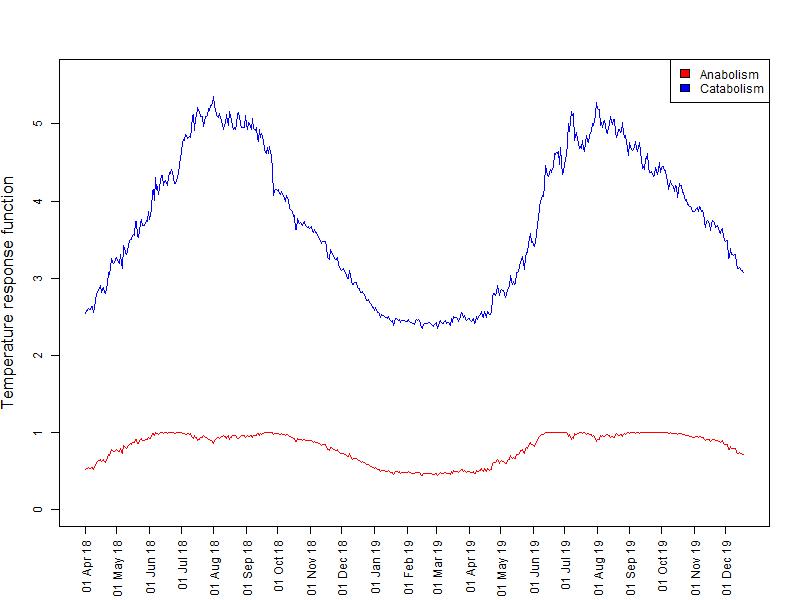 Anabolism
Catabolism
Temperature response function
5
4
3
2
1
0
01 Apr 18
01 May 18
01 Jun 18
01 Jul 18
01 Aug 18
01 Sep 18
01 Oct 18
01 Nov 18
01 Dec 18
01 Jan 19
01 Feb 19
01 Mar 19
01 Apr 19
01 May 19
01 Jun 19
01 Jul 19
01 Aug 19
01 Sep 19
01 Oct 19
01 Nov 19
01 Dec 19